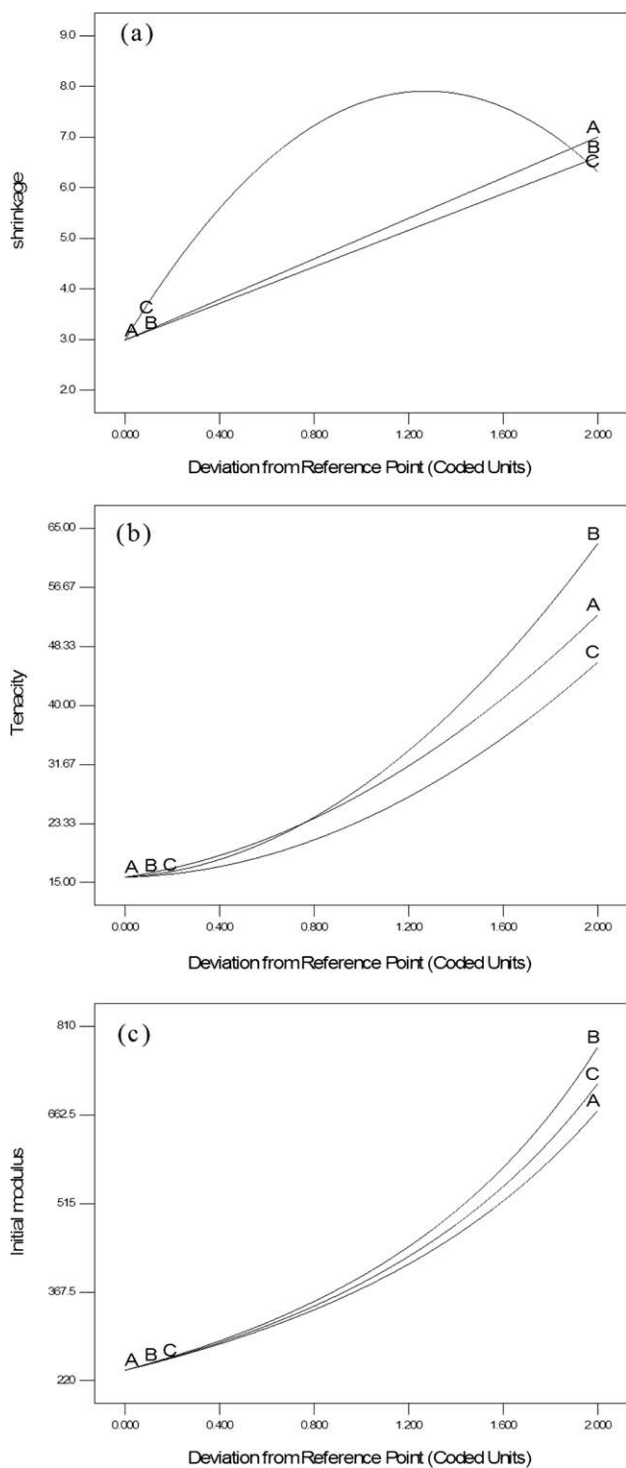 (a)
shrinkage
9.0
8.0
7.0
6.0
5.0
4.0
3.0
2.0
A
B
C
C
A
B
0.000 0.400 0.800 1.200 1.600 2.000
Deviation from Reference Point (Coded Units)
(b)
Tenacity
65.00
56.67
48.33
40.00
31.67
23.33
15.00
B
A
C
A B C
0.000 0.400 0.800 1.200 1.600 2.000
Deviation from Reference Point (Coded Units)
(c)
Initial modulus
810
662.5
515
367.5
220
B
C
A
A B C
0.000 0.400 0.800 1.200 1.600 2.000
Deviation from Reference Point (Coded Units)